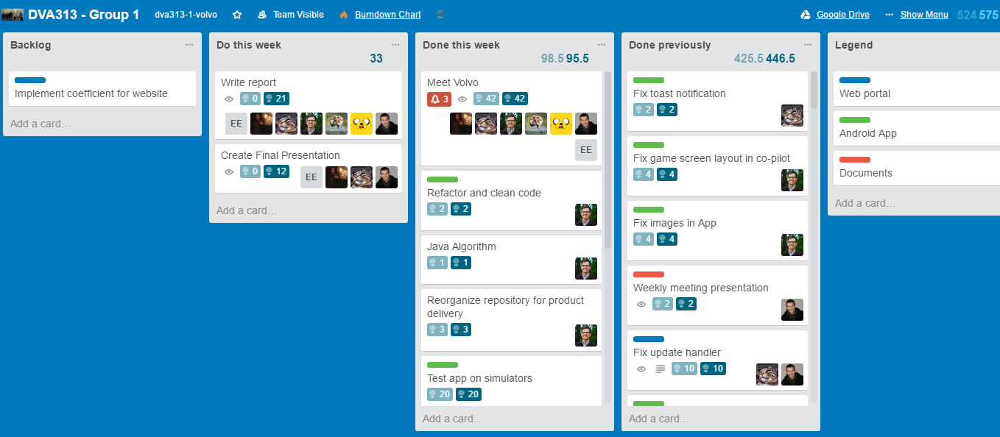 DVA313 - Group 1 dva313-1-volvo Team Visible Burndown Chart Google Drive ··· Show Menu 524 575
Backlog ···
Implement coefficient for website
Add a card…
Do this week ···
33
Write report
0 21
EE
Create Final Presentation
0 12
EE
Add a card…
Done this week ···
98.5 95.5
Meet Volvo
3 42 42
EE
Refactor and clean code
2 2
Java Algorithm
1 1
Reorganize repository for product
delivery
3 3
Test app on simulators
20 20
Add a card…
Done previously ···
425.5 446.5
Fix toast notification
2 2
Fix game screen layout in co-pilot
4 4
Fix images in App
4 4
Weekly meeting presentation
2 2
Fix update handler
10 10
Add a card…
Legend
Web portal
Android App
Documents
Add a card…